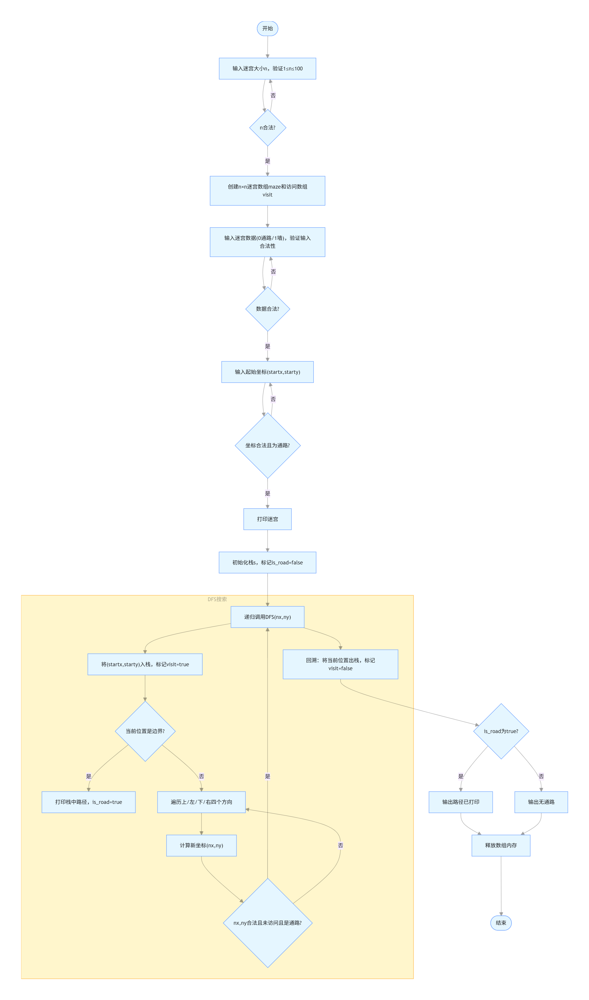 开始
输入迷宫大小n，验证1≤n≤100
否
n合法?
是
创建n×n迷宫数组maze和访问数组
visit
输入迷宫数据(0通路/1墙)，验证输入
合法性
否
数据合法?
是
输入起始坐标(startx,starty)
否
坐标合法且为通路?
是
打印迷宫
初始化栈s，标记is_road=false
DFS搜索
递归调用DFS(nx,ny)
将(startx,starty)入栈，标记visit=true
回溯：将当前位置出栈，标记
visit=false
当前位置是边界?
is_road为true?
是
否
是
是
否
打印栈中路径，is_road=true
遍历上/左/下/右四个方向
输出路径已打印
输出无通路
计算新坐标(nx,ny)
否
释放数组内存
nx,ny合法且未访问且是通路?
结束